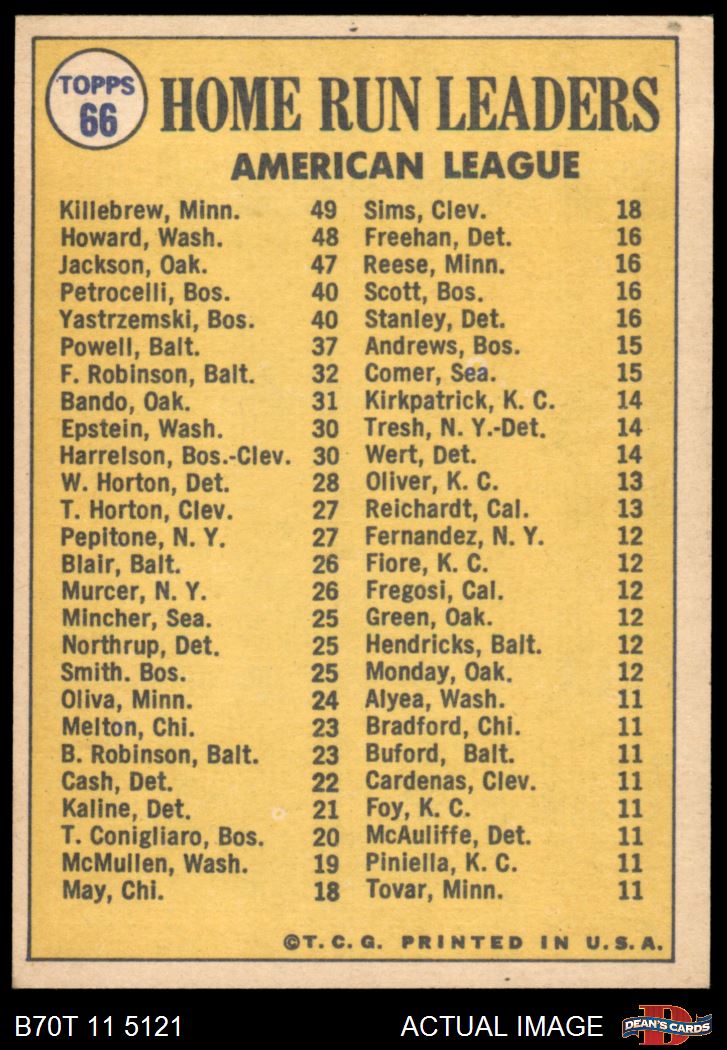 TOPPS
66
HOME RUN LEADERS
AMERICAN LEAGUE
Killebrew, Minn. 49
Howard, Wash. 48
Jackson, Oak. 47
Petrocelli, Bos. 40
Yastrzemski, Bos. 40
Powell, Balt. 37
F. Robinson, Balt. 32
Bando, Oak. 31
Epstein, Wash. 30
Harrelson, Bos.-Clev. 30
W. Horton, Det. 28
T. Horton, Clev. 27
Pepitone, N. Y. 27
Blair, Balt. 26
Murcer, N. Y. 26
Mincher, Sea. 25
Northrup, Det. 25
Smith. Bos. 25
Oliva, Minn. 24
Melton, Chi. 23
B. Robinson, Balt. 23
Cash, Det. 22
Kaline, Det. 21
T. Conigliaro, Bos. 20
McMullen, Wash. 19
May, Chi. 18
Sims, Clev. 18
Freehan, Det. 16
Reese, Minn. 16
Scott, Bos. 16
Stanley, Det. 16
Andrews, Bos. 15
Comer, Sea. 15
Kirkpatrick, K. C. 14
Tresh, N. Y.-Det. 14
Wert, Det. 14
Oliver, K. C. 13
Reichardt, Cal. 13
Fernandez, N. Y. 12
Fiore, K. C. 12
Fregosi, Cal. 12
Green, Oak. 12
Hendricks, Balt. 12
Monday, Oak. 12
Alyea, Wash. 11
Bradford, Chi. 11
Buford, Balt. 11
Cardenas, Clev. 11
Foy, K. C. 11
McAuliffe, Det. 11
Piniella, K. C. 11
Tovar, Minn. 11
©T. C. G. PRINTED IN U. S. A.
B70T 11 5121
ACTUAL IMAGE
D
DEAN'S CARDS